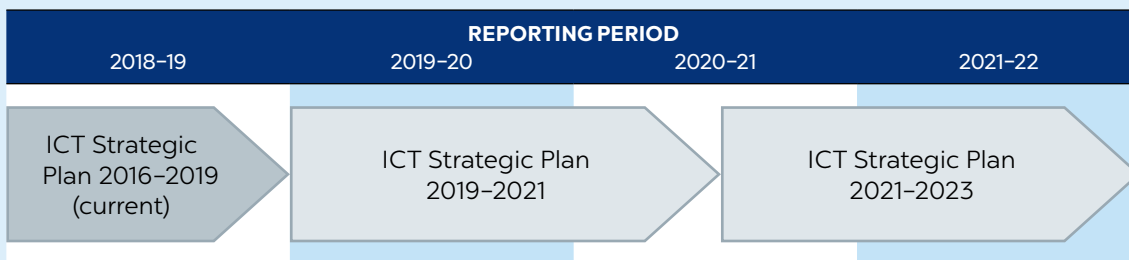 REPORTING PERIOD
2018–19 2019–20 2020–21 2021–22
ICT Strategic
Plan 2016–2019
(current)
ICT Strategic Plan
2019–2021
ICT Strategic Plan
2021–2023